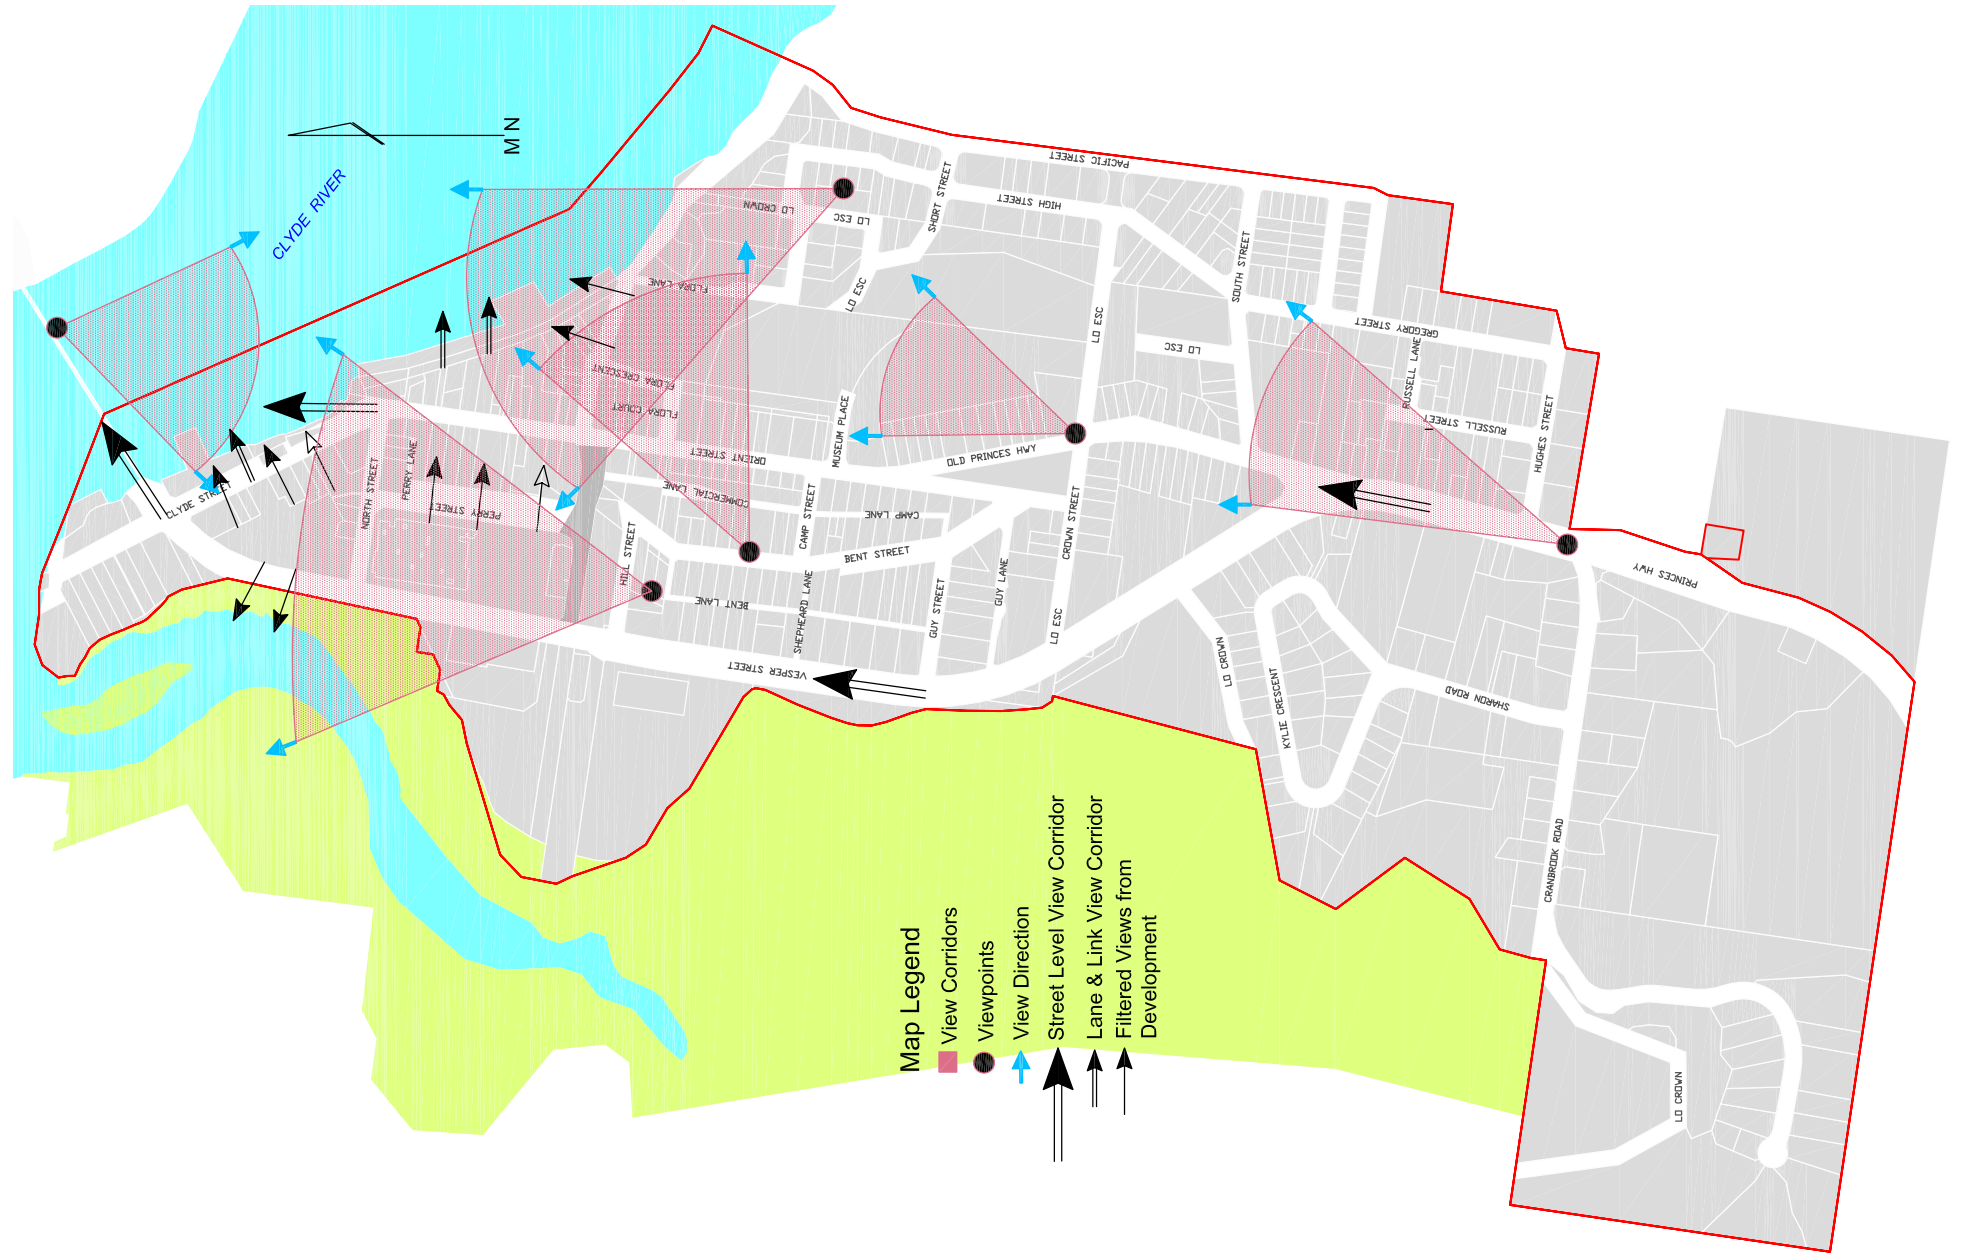 CLYDE RIVER
M N
PACIFIC STREET
LO CROWN
LO ESC
SHORT STREET
HIGH STREET
SOUTH STREET
FLORA LANE
LO ESC
LO ESC
LO ESC
GREGORY STREET
RUSSELL LANE
FLORA CRESCENT
FLORA COURT
MUSEUM PLACE
RUSSELL STREET
HUGHES STREET
ORIENT STREET
OLD PRINCES HWY
NORTH STREET
PERRY LANE
CLYDE STREET
PERRY STREET
COMMERCIAL LANE
CAMP STREET
CAMP LANE
CROWN STREET
HILL STREET
BENT STREET
PRINCES HWY
BENT LANE
SHEPHEARD LANE
GUY STREET
GUY LANE
LO ESC
VESPER STREET
LO CROWN
KYLIE CRESCENT
SHARON ROAD
CRANBROOK ROAD
LO CROWN
Map Legend
View Corridors
Viewpoints
View Direction
Street Level View Corridor
Lane & Link View Corridor
Filtered Views from
Development